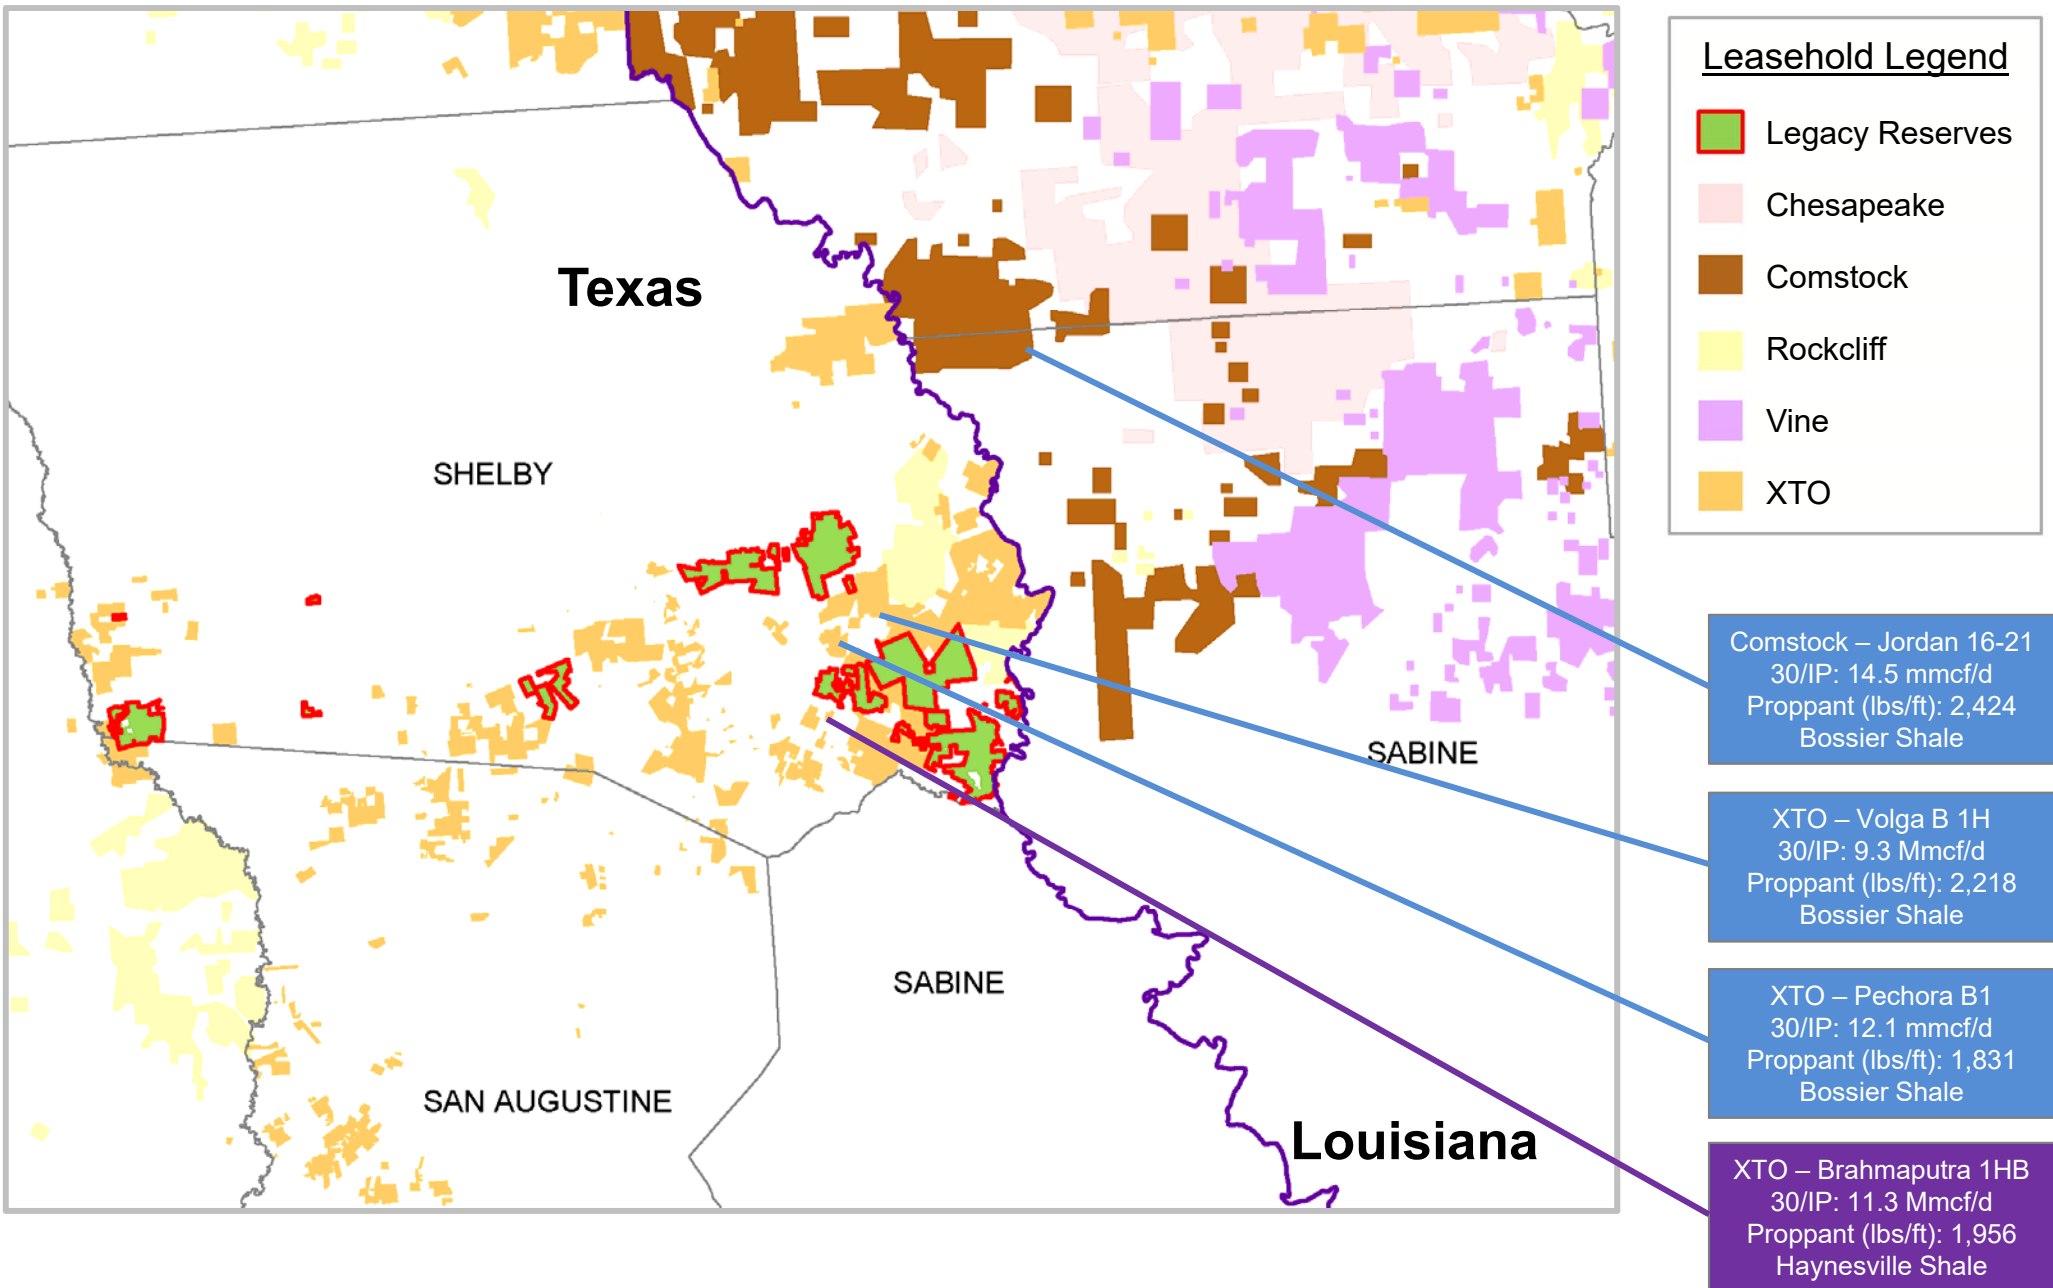 Leasehold Legend
Legacy Reserves
Chesapeake
Comstock
Rockcliff
Vine
XTO
Texas
SHELBY
SABINE
SABINE
SAN AUGUSTINE
Louisiana
Comstock – Jordan 16-21
30/IP: 14.5 mmcf/d
Proppant (lbs/ft): 2,424
Bossier Shale
XTO – Volga B 1H
30/IP: 9.3 Mmcf/d
Proppant (lbs/ft): 2,218
Bossier Shale
XTO – Pechora B1
30/IP: 12.1 mmcf/d
Proppant (lbs/ft): 1,831
Bossier Shale
XTO – Brahmaputra 1HB
30/IP: 11.3 Mmcf/d
Proppant (lbs/ft): 1,956
Haynesville Shale